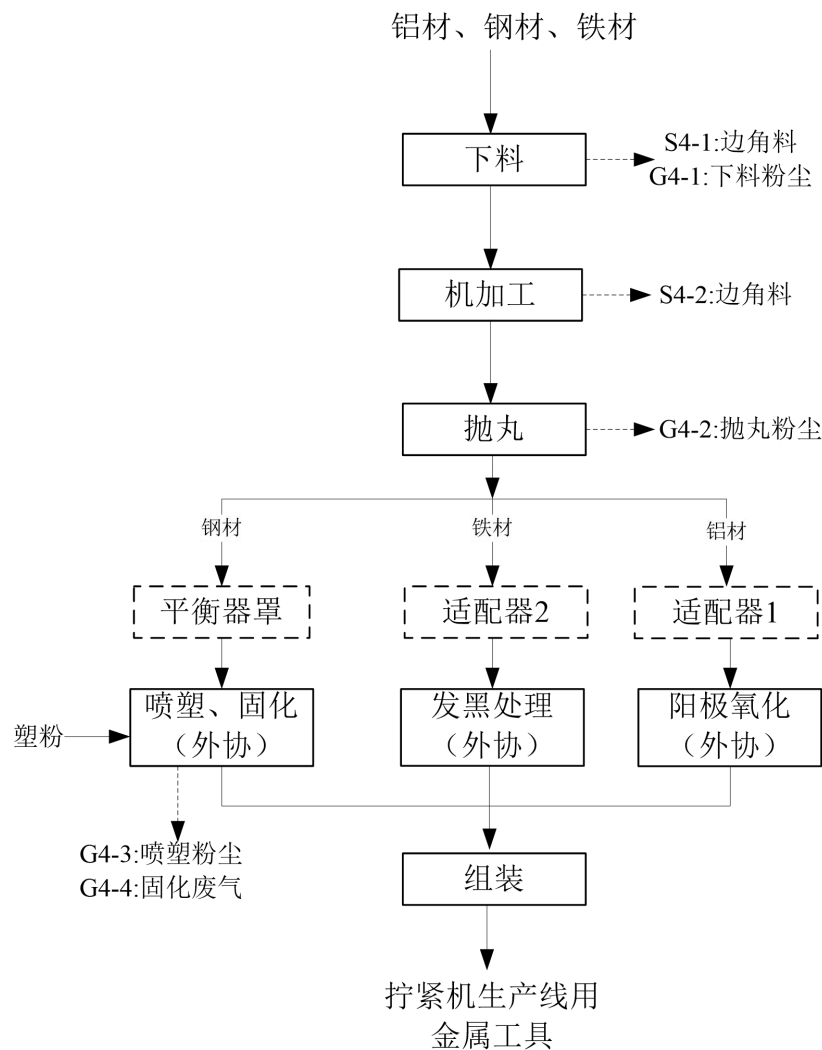 铝材、钢材、铁材
下料
S4-1:边角料
G4-1:下料粉尘
机加工
S4-2:边角料
抛丸
G4-2:抛丸粉尘
钢材
铁材
铝材
平衡器罩
适配器2
适配器1
塑粉
喷塑、固化
（外协）
发黑处理
（外协）
阳极氧化
（外协）
G4-3:喷塑粉尘
G4-4:固化废气
组装
拧紧机生产线用
金属工具